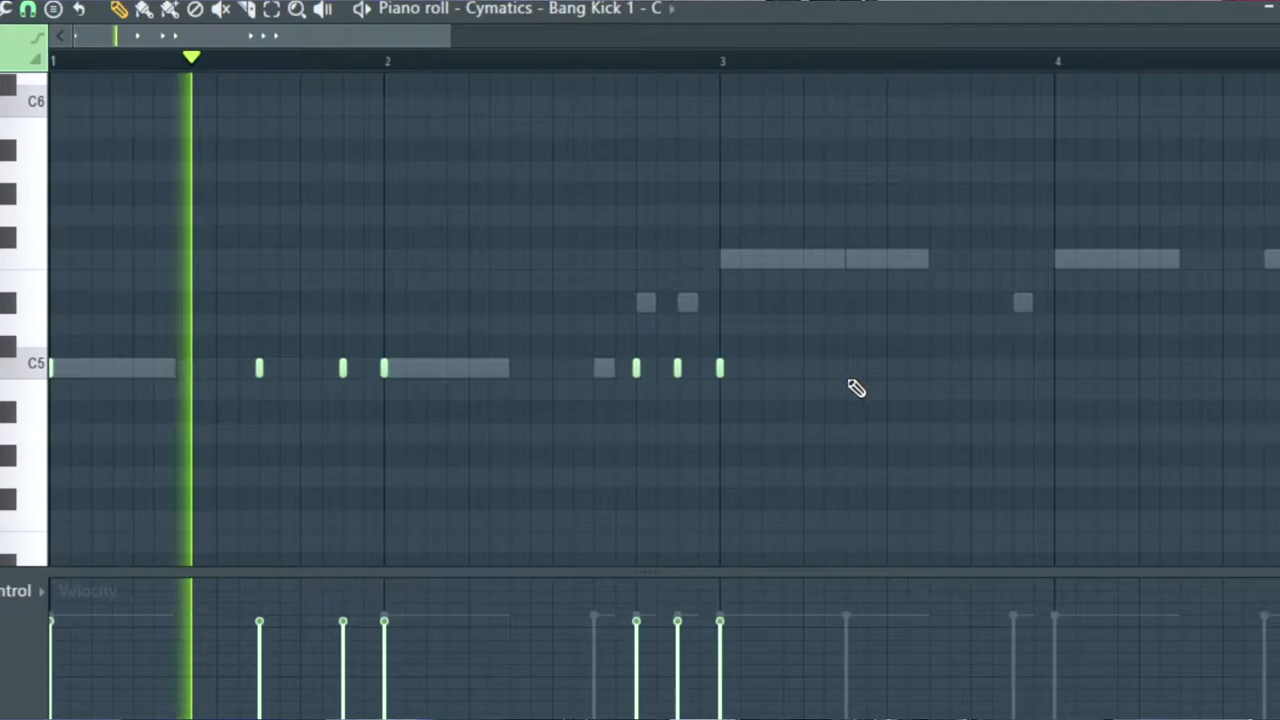 Piano roll - Cymatics - Bang Kick 1 - C
1 2 3 4
C6
C5
ntrol Velocity